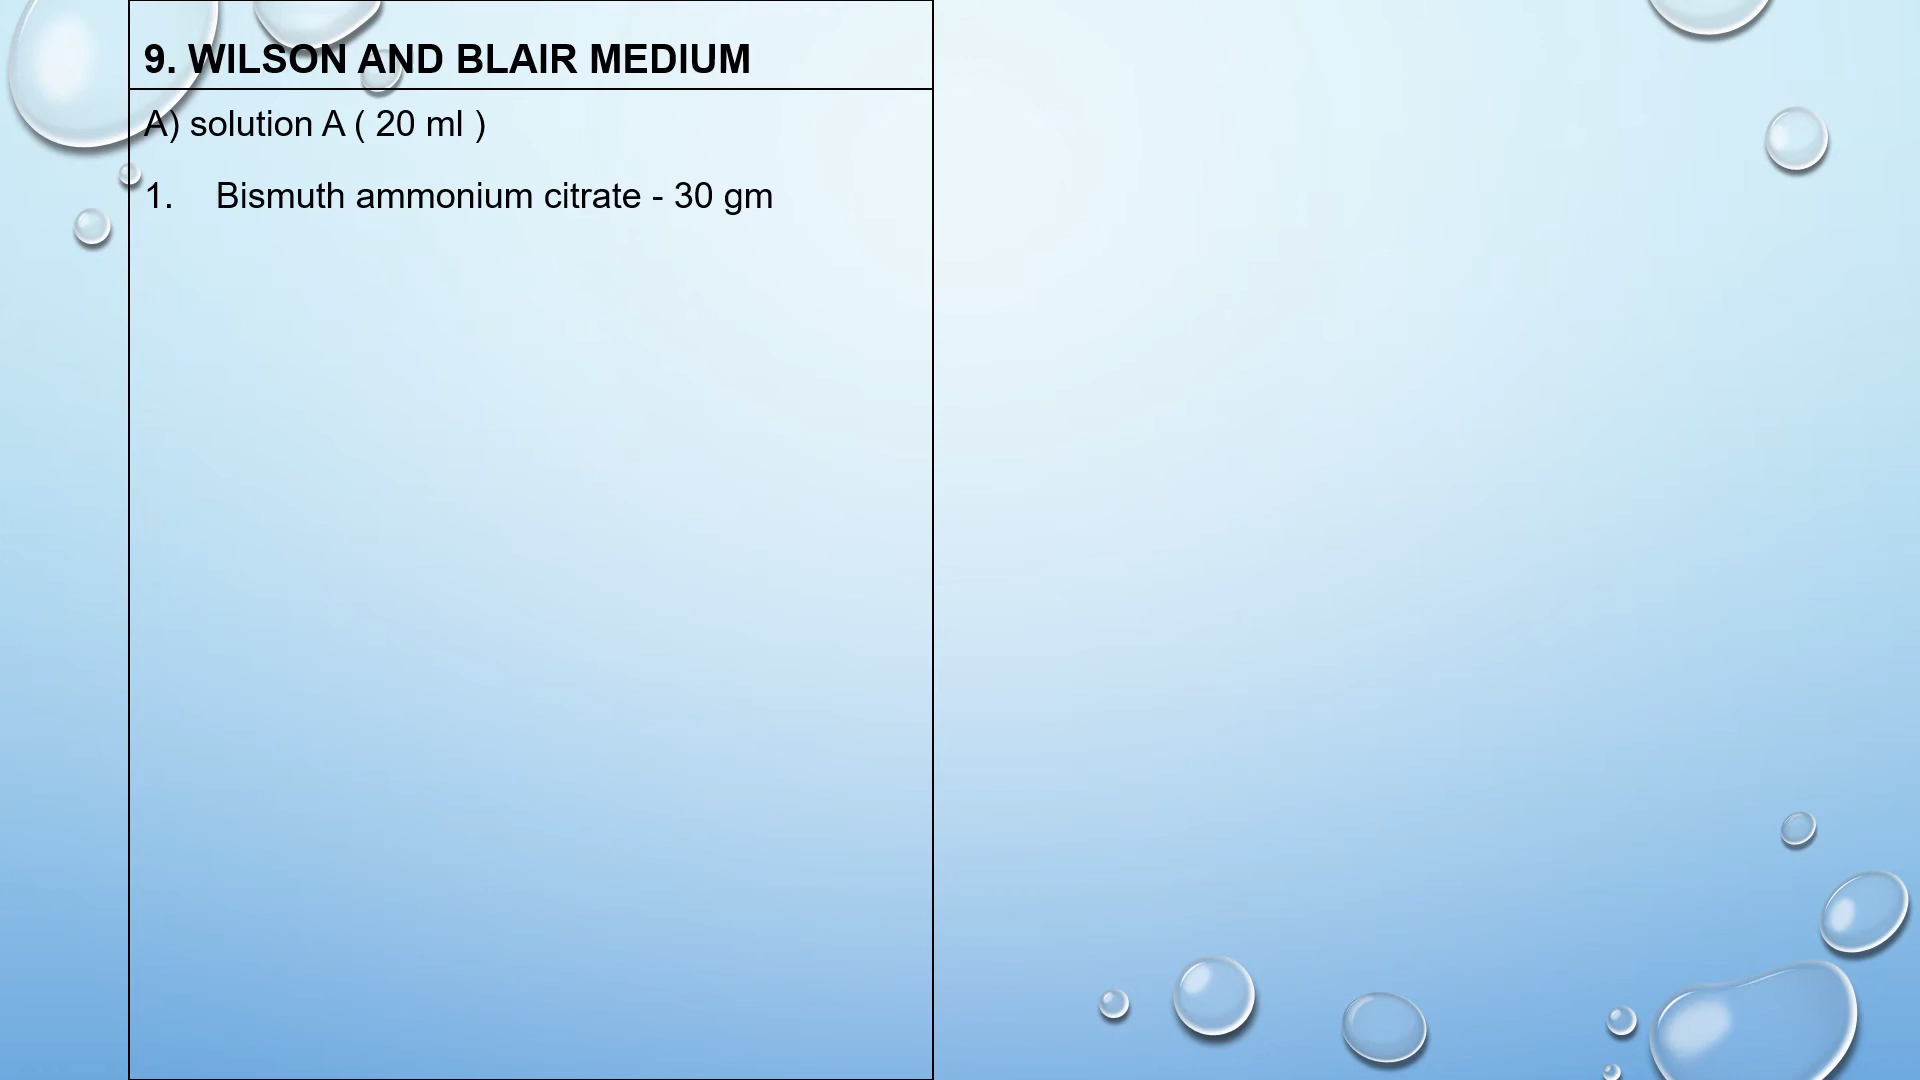 9. WILSON AND BLAIR MEDIUM
A) solution A ( 20 ml )
1. Bismuth ammonium citrate - 30 gm